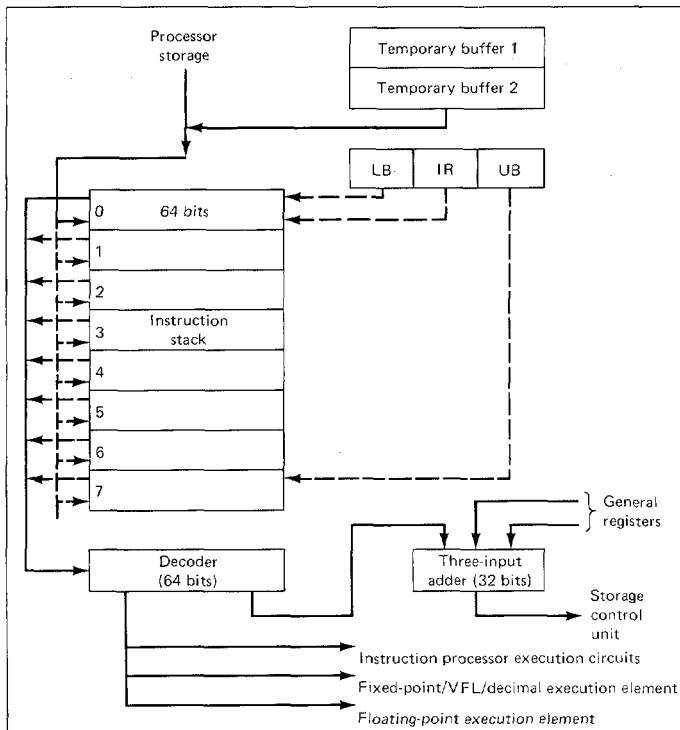 Processor
storage
Temporary buffer 1
Temporary buffer 2
LB IR UB
0 64 bits
1
2
3 Instruction
stack
4
5
6
7
General
registers
Decoder
(64 bits)
Three-input
adder (32 bits)
Storage
control
unit
Instruction processor execution circuits
Fixed-point/VFL/decimal execution element
Floating-point execution element